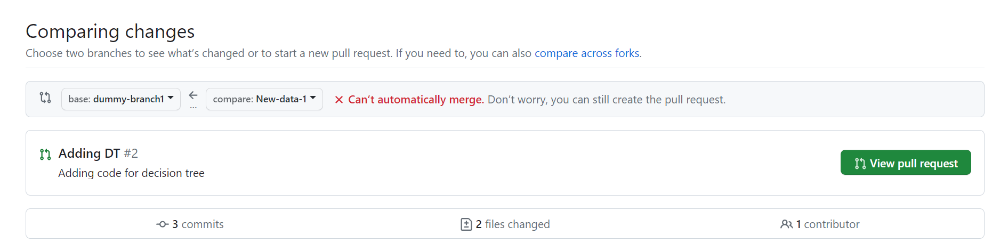 Comparing changes
Choose two branches to see what’s changed or to start a new pull request. If you need to, you can also compare across forks.
base: dummy-branch1 ... compare: New-data-1 Can’t automatically merge. Don’t worry, you can still create the pull request.
Adding DT #2
Adding code for decision tree
View pull request
3 commits 2 files changed 1 contributor